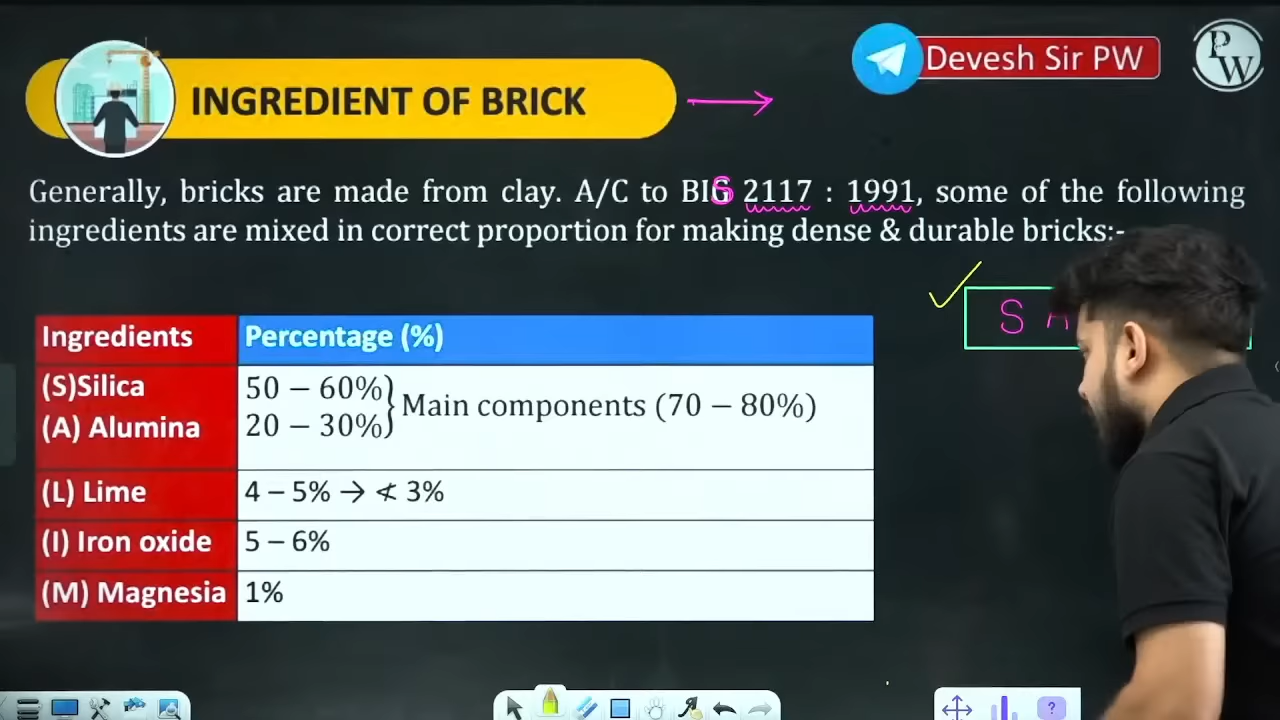 Devesh Sir PW
PW
INGREDIENT OF BRICK
Generally, bricks are made from clay. A/C to BIS 2117 : 1991, some of the following
ingredients are mixed in correct proportion for making dense & durable bricks:-
S A
Ingredients Percentage (%)
(S)Silica 50 – 60%
(A) Alumina 20 – 30%
} Main components (70 – 80%)
(L) Lime 4 – 5% → ≮ 3%
(I) Iron oxide 5 – 6%
(M) Magnesia 1%